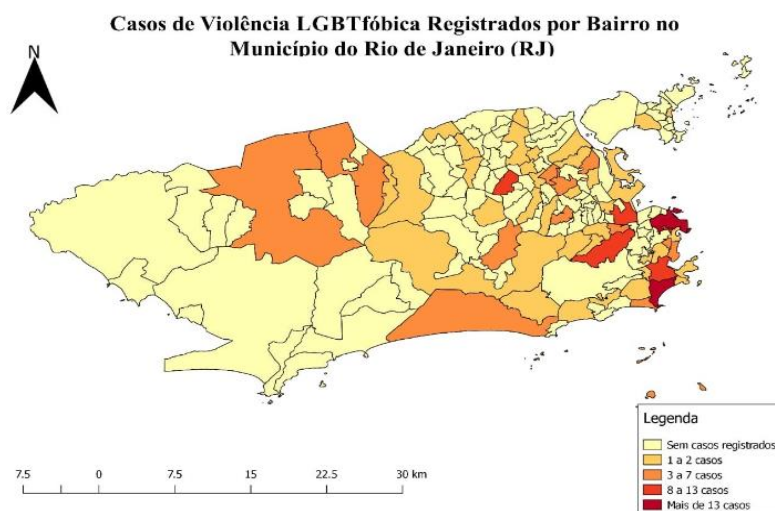 Casos de Violência LGBTfóbica Registrados por Bairro no
Município do Rio de Janeiro (RJ)
N
Legenda
Sem casos registrados
1 a 2 casos
3 a 7 casos
8 a 13 casos
Mais de 13 casos
7.5 0 7.5 15 22.5 30 km